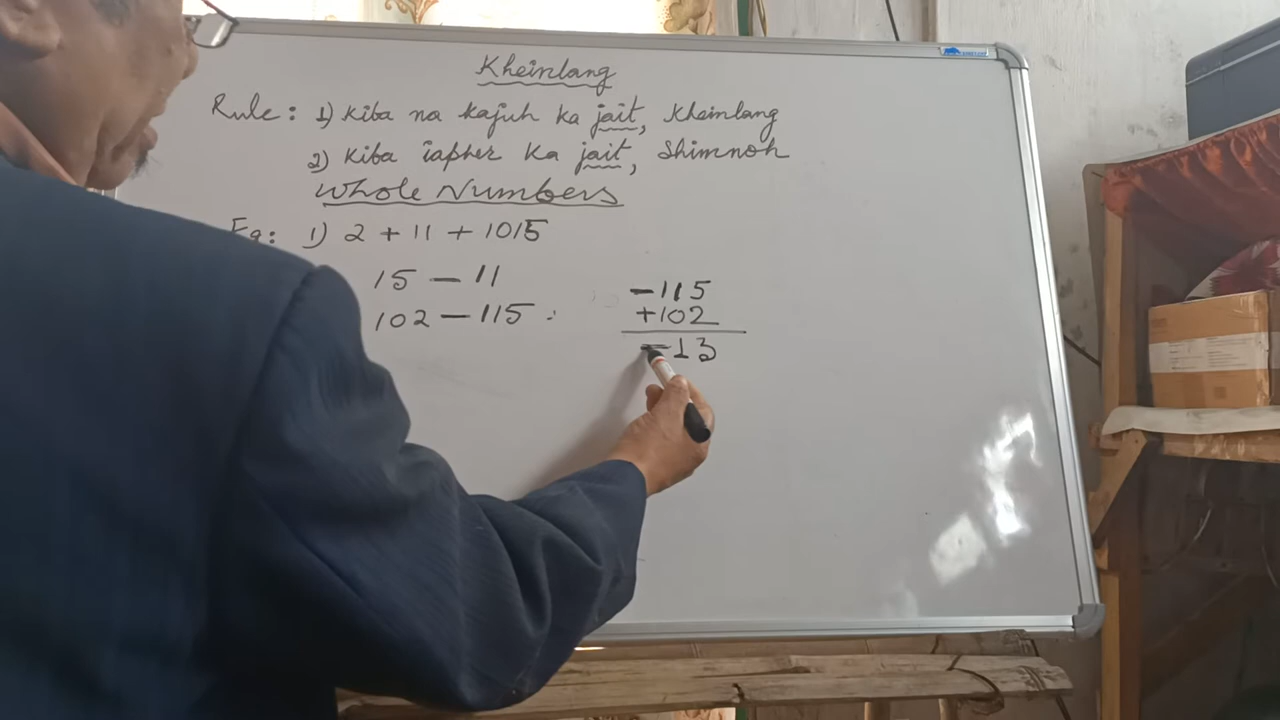 Kheinlang
Rule: 1) Kiba na kajuh ka jait, Kheinlang
2) Kiba ïapher ka jait, Shimnoh
Whole Numbers
Eg: 1) 2 + 11 + 1015
15 – 11
102 – 115 :
–115
+102
–13